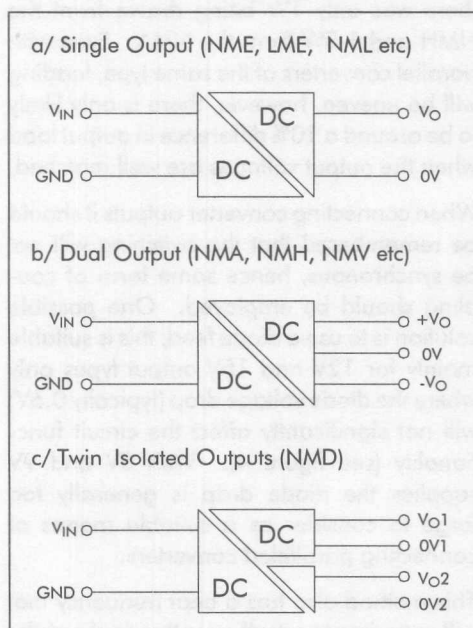 a/ Single Output (NME, LME, NML etc)
VIN
DC
DC
VO
GND
0V
b/ Dual Output (NMA, NMH, NMV etc)
VIN
DC
DC
+VO
0V
GND
-VO
c/ Twin Isolated Outputs (NMD)
VIN
DC
DC
VO1
0V1
GND
VO2
0V2